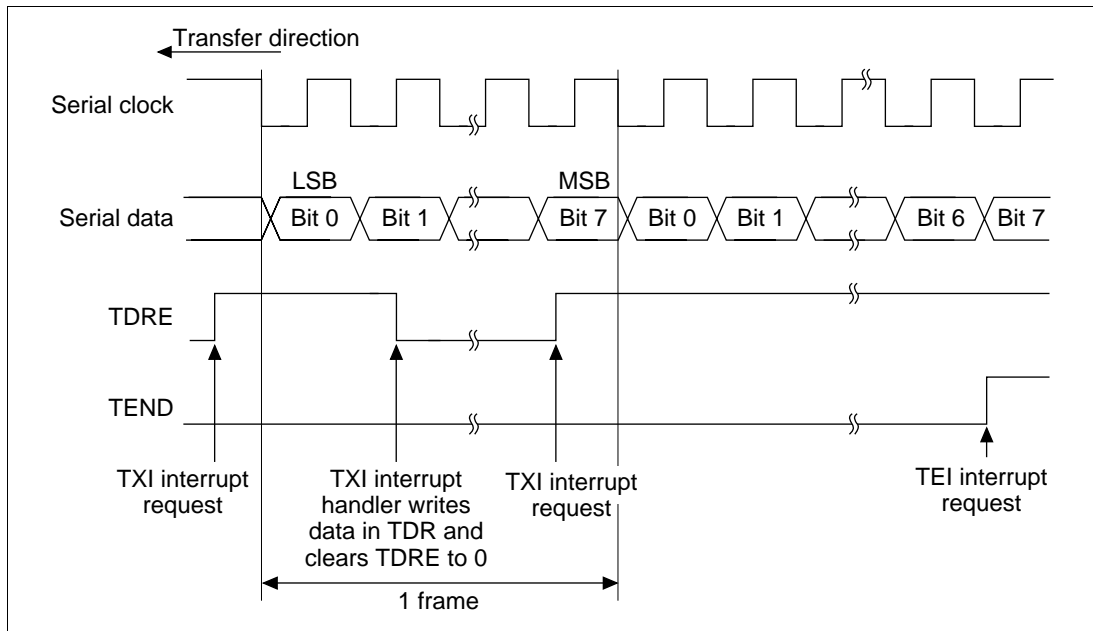 Transfer direction
Serial clock
LSB
MSB
Serial data
Bit 0
Bit 1
Bit 7
Bit 0
Bit 1
Bit 6
Bit 7
TDRE
TEND
TXI interrupt
request
TXI interrupt
handler writes
data in TDR and
clears TDRE to 0
TXI interrupt
request
TEI interrupt
request
1 frame